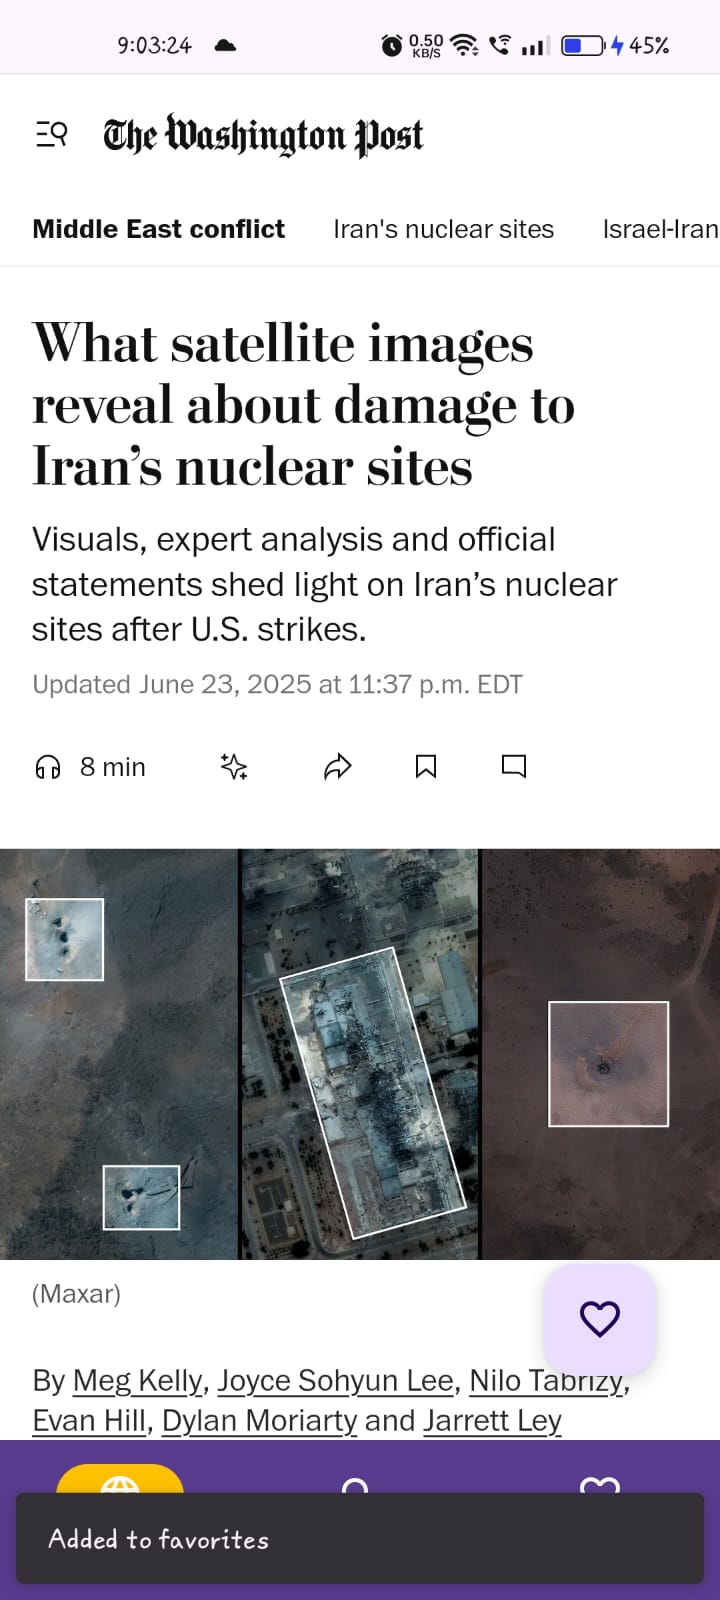 9:03:24
0.50
KB/S
45%
The Washington Post
Middle East conflict Iran's nuclear sites Israel-Iran
What satellite images
reveal about damage to
Iran’s nuclear sites
Visuals, expert analysis and official
statements shed light on Iran’s nuclear
sites after U.S. strikes.
Updated June 23, 2025 at 11:37 p.m. EDT
8 min
(Maxar)
By Meg Kelly, Joyce Sohyun Lee, Nilo Tabrizy,
Evan Hill, Dylan Moriarty and Jarrett Ley
Added to favorites